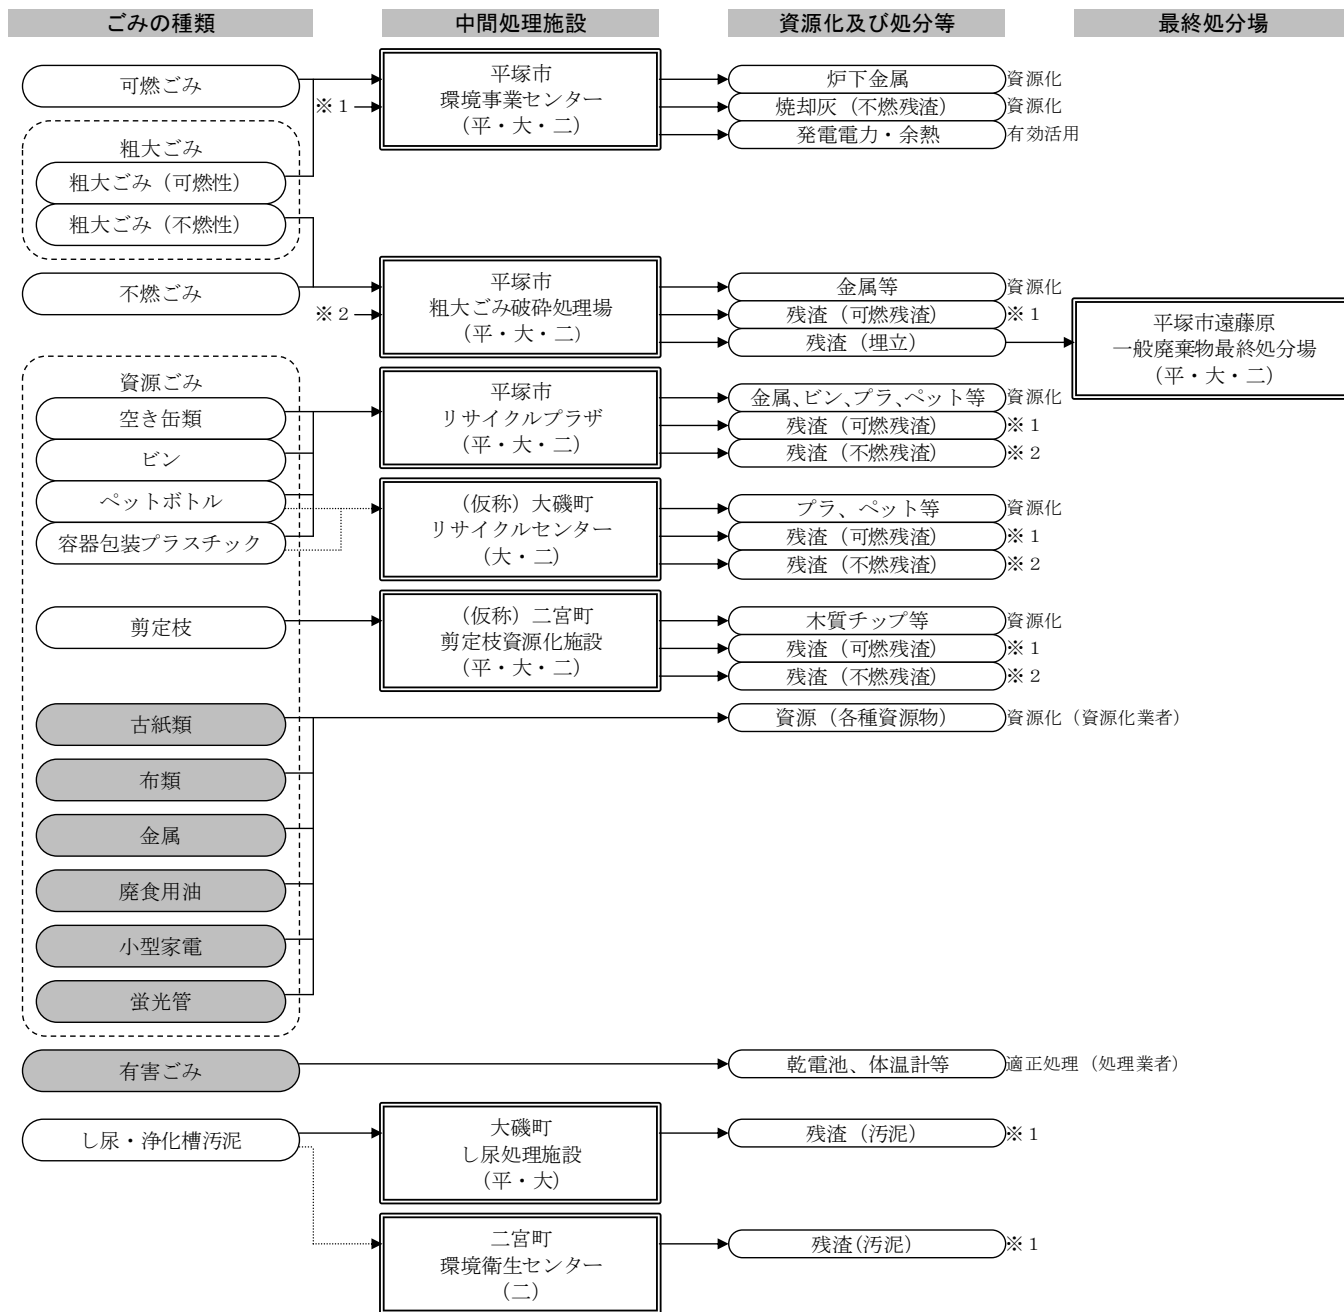 ごみの種類
中間処理施設
資源化及び処分等
最終処分場
可燃ごみ
※1
粗大ごみ
粗大ごみ（可燃性）
粗大ごみ（不燃性）
平塚市
環境事業センター
（平・大・二）
炉下金属
資源化
焼却灰（不燃残渣）
資源化
発電電力・余熱
有効活用
不燃ごみ
※2
平塚市
粗大ごみ破砕処理場
（平・大・二）
金属等
資源化
残渣（可燃残渣）
※1
残渣（埋立）
平塚市遠藤原
一般廃棄物最終処分場
（平・大・二）
資源ごみ
空き缶類
ビン
ペットボトル
容器包装プラスチック
平塚市
リサイクルプラザ
（平・大・二）
金属、ビン、プラ、ペット等
資源化
残渣（可燃残渣）
※1
残渣（不燃残渣）
※2
（仮称）大磯町
リサイクルセンター
（大・二）
プラ、ペット等
資源化
残渣（可燃残渣）
※1
残渣（不燃残渣）
※2
剪定枝
（仮称）二宮町
剪定枝資源化施設
（平・大・二）
木質チップ等
資源化
残渣（可燃残渣）
※1
残渣（不燃残渣）
※2
古紙類
資源（各種資源物）
資源化（資源化業者）
布類
金属
廃食用油
小型家電
蛍光管
有害ごみ
乾電池、体温計等
適正処理（処理業者）
し尿・浄化槽汚泥
大磯町
し尿処理施設
（平・大）
残渣（汚泥）
※1
二宮町
環境衛生センター
（二）
残渣（汚泥）
※1